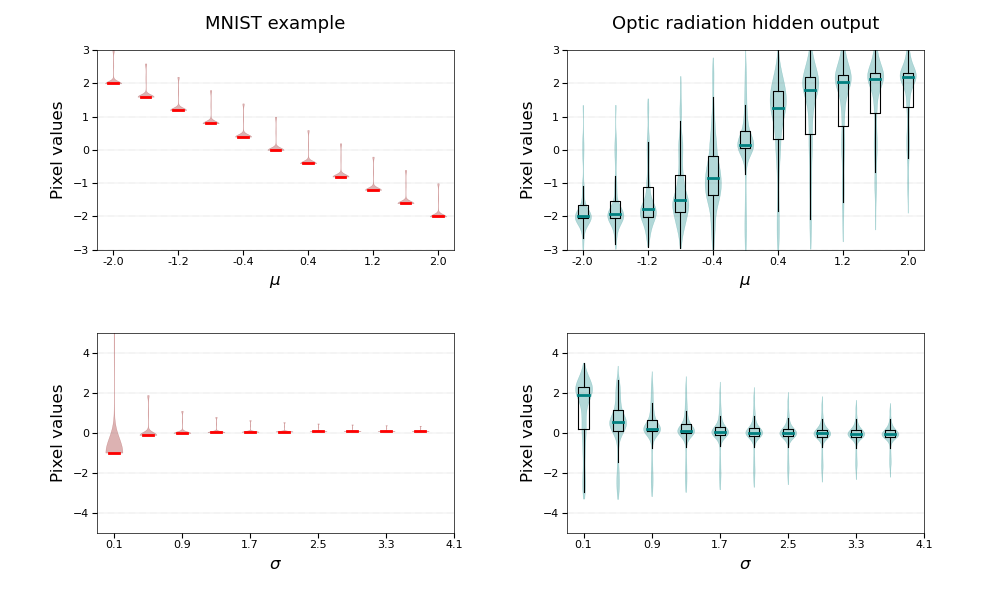 MNIST example
Optic radiation hidden output
3
2
1
0
−1
−2
−3
Pixel values
-2.0 -1.2 -0.4 0.4 1.2 2.0
μ
3
2
1
0
−1
−2
−3
Pixel values
-2.0 -1.2 -0.4 0.4 1.2 2.0
μ
4
2
0
−2
−4
Pixel values
0.1 0.9 1.7 2.5 3.3 4.1
σ
4
2
0
−2
−4
Pixel values
0.1 0.9 1.7 2.5 3.3 4.1
σ